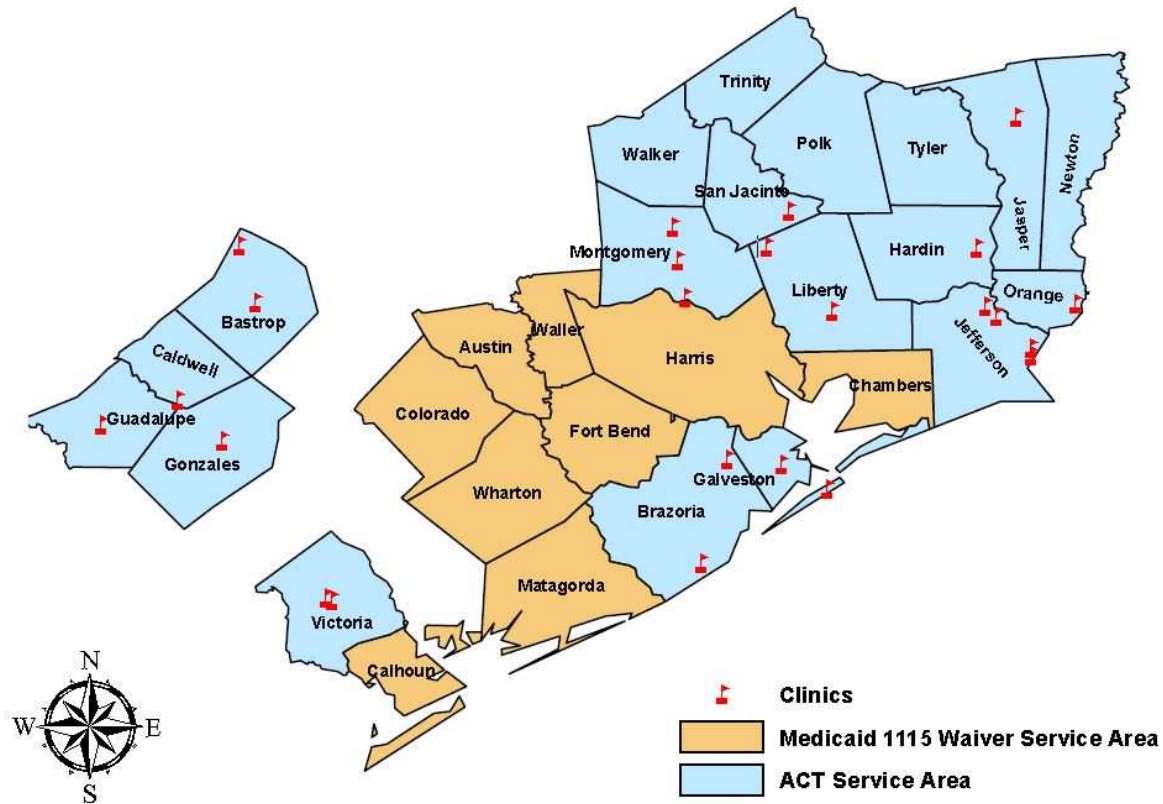 Trinity
Polk
Tyler
Newton
Walker
San Jacinto
Jasper
Montgomery
Hardin
Liberty
Orange
Bastrop
Waller
Jefferson
Austin
Harris
Caldwell
Chambers
Colorado
Guadalupe
Fort Bend
Gonzales
Galveston
Wharton
Brazoria
Matagorda
Victoria
Calhoun
N
W
E
S
Clinics
Medicaid 1115 Waiver Service Area
ACT Service Area